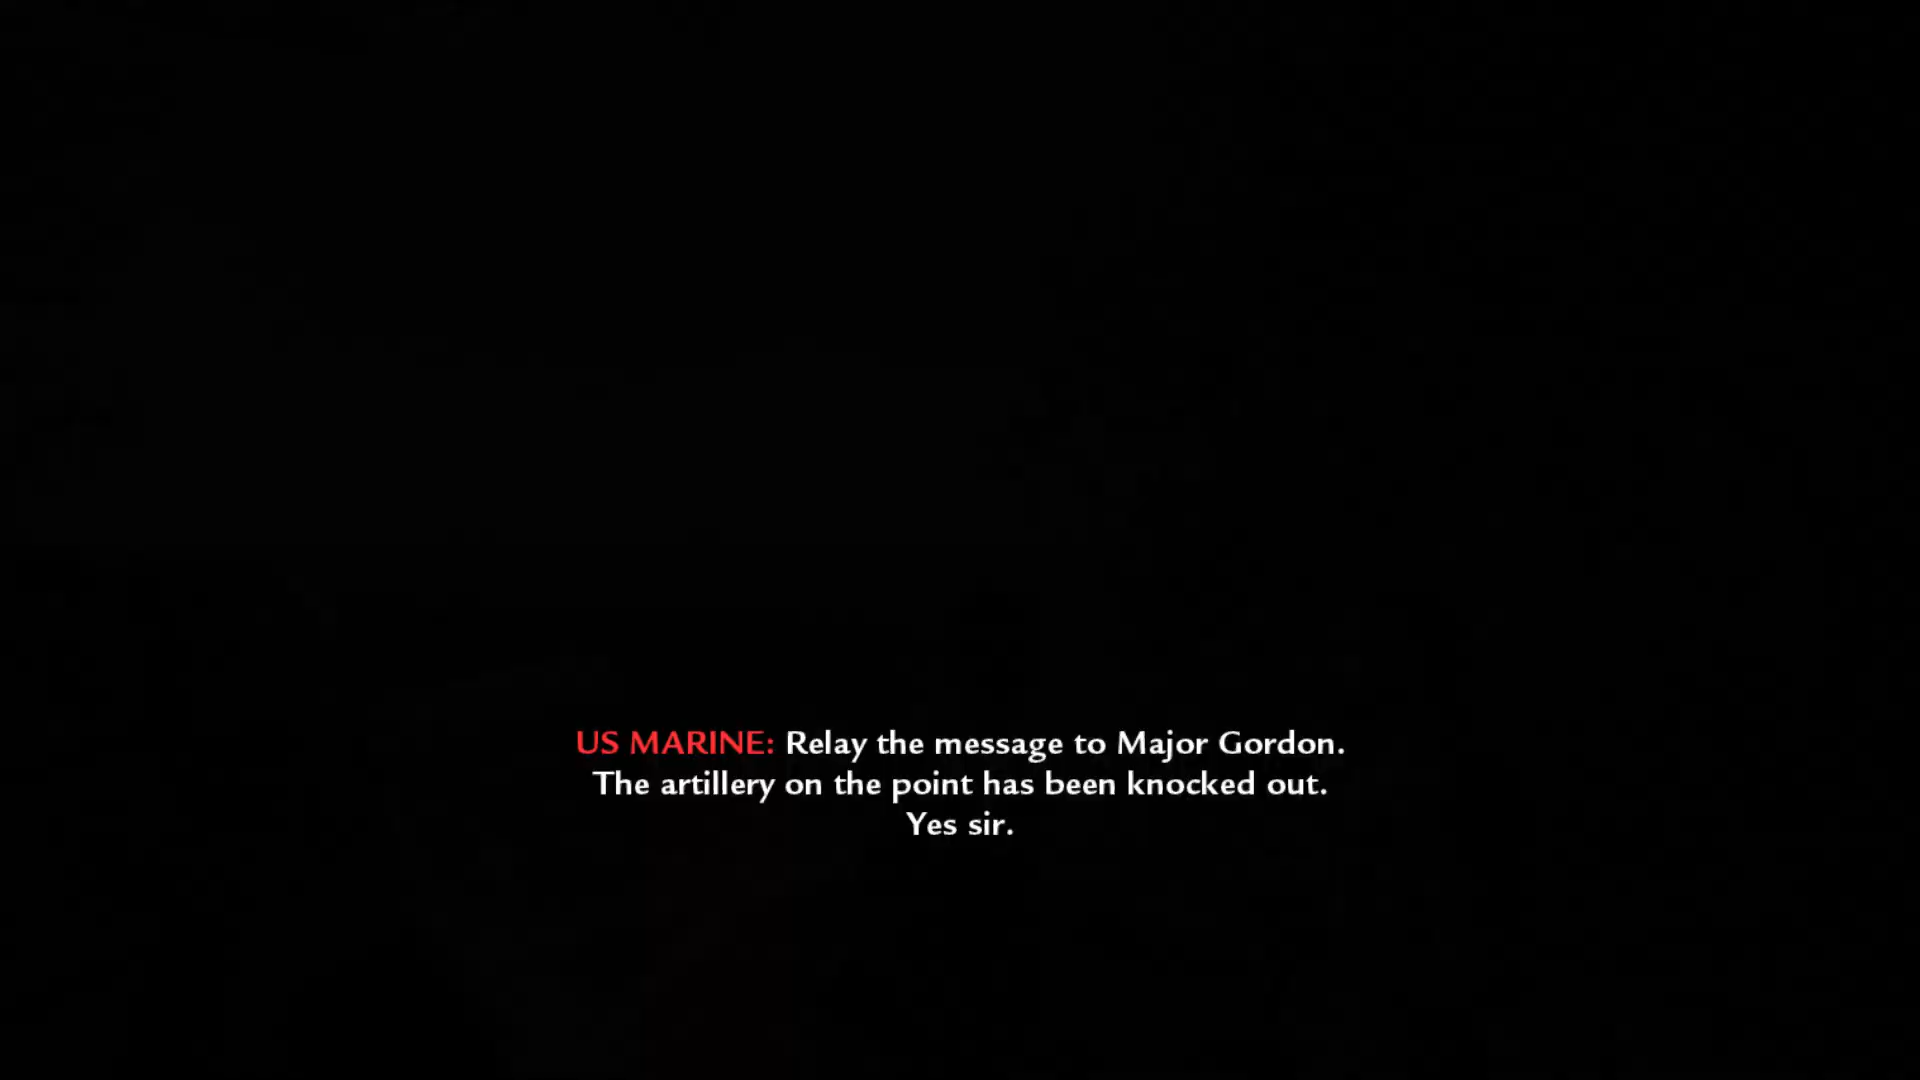 US MARINE: Relay the message to Major Gordon.
The artillery on the point has been knocked out.
Yes sir.